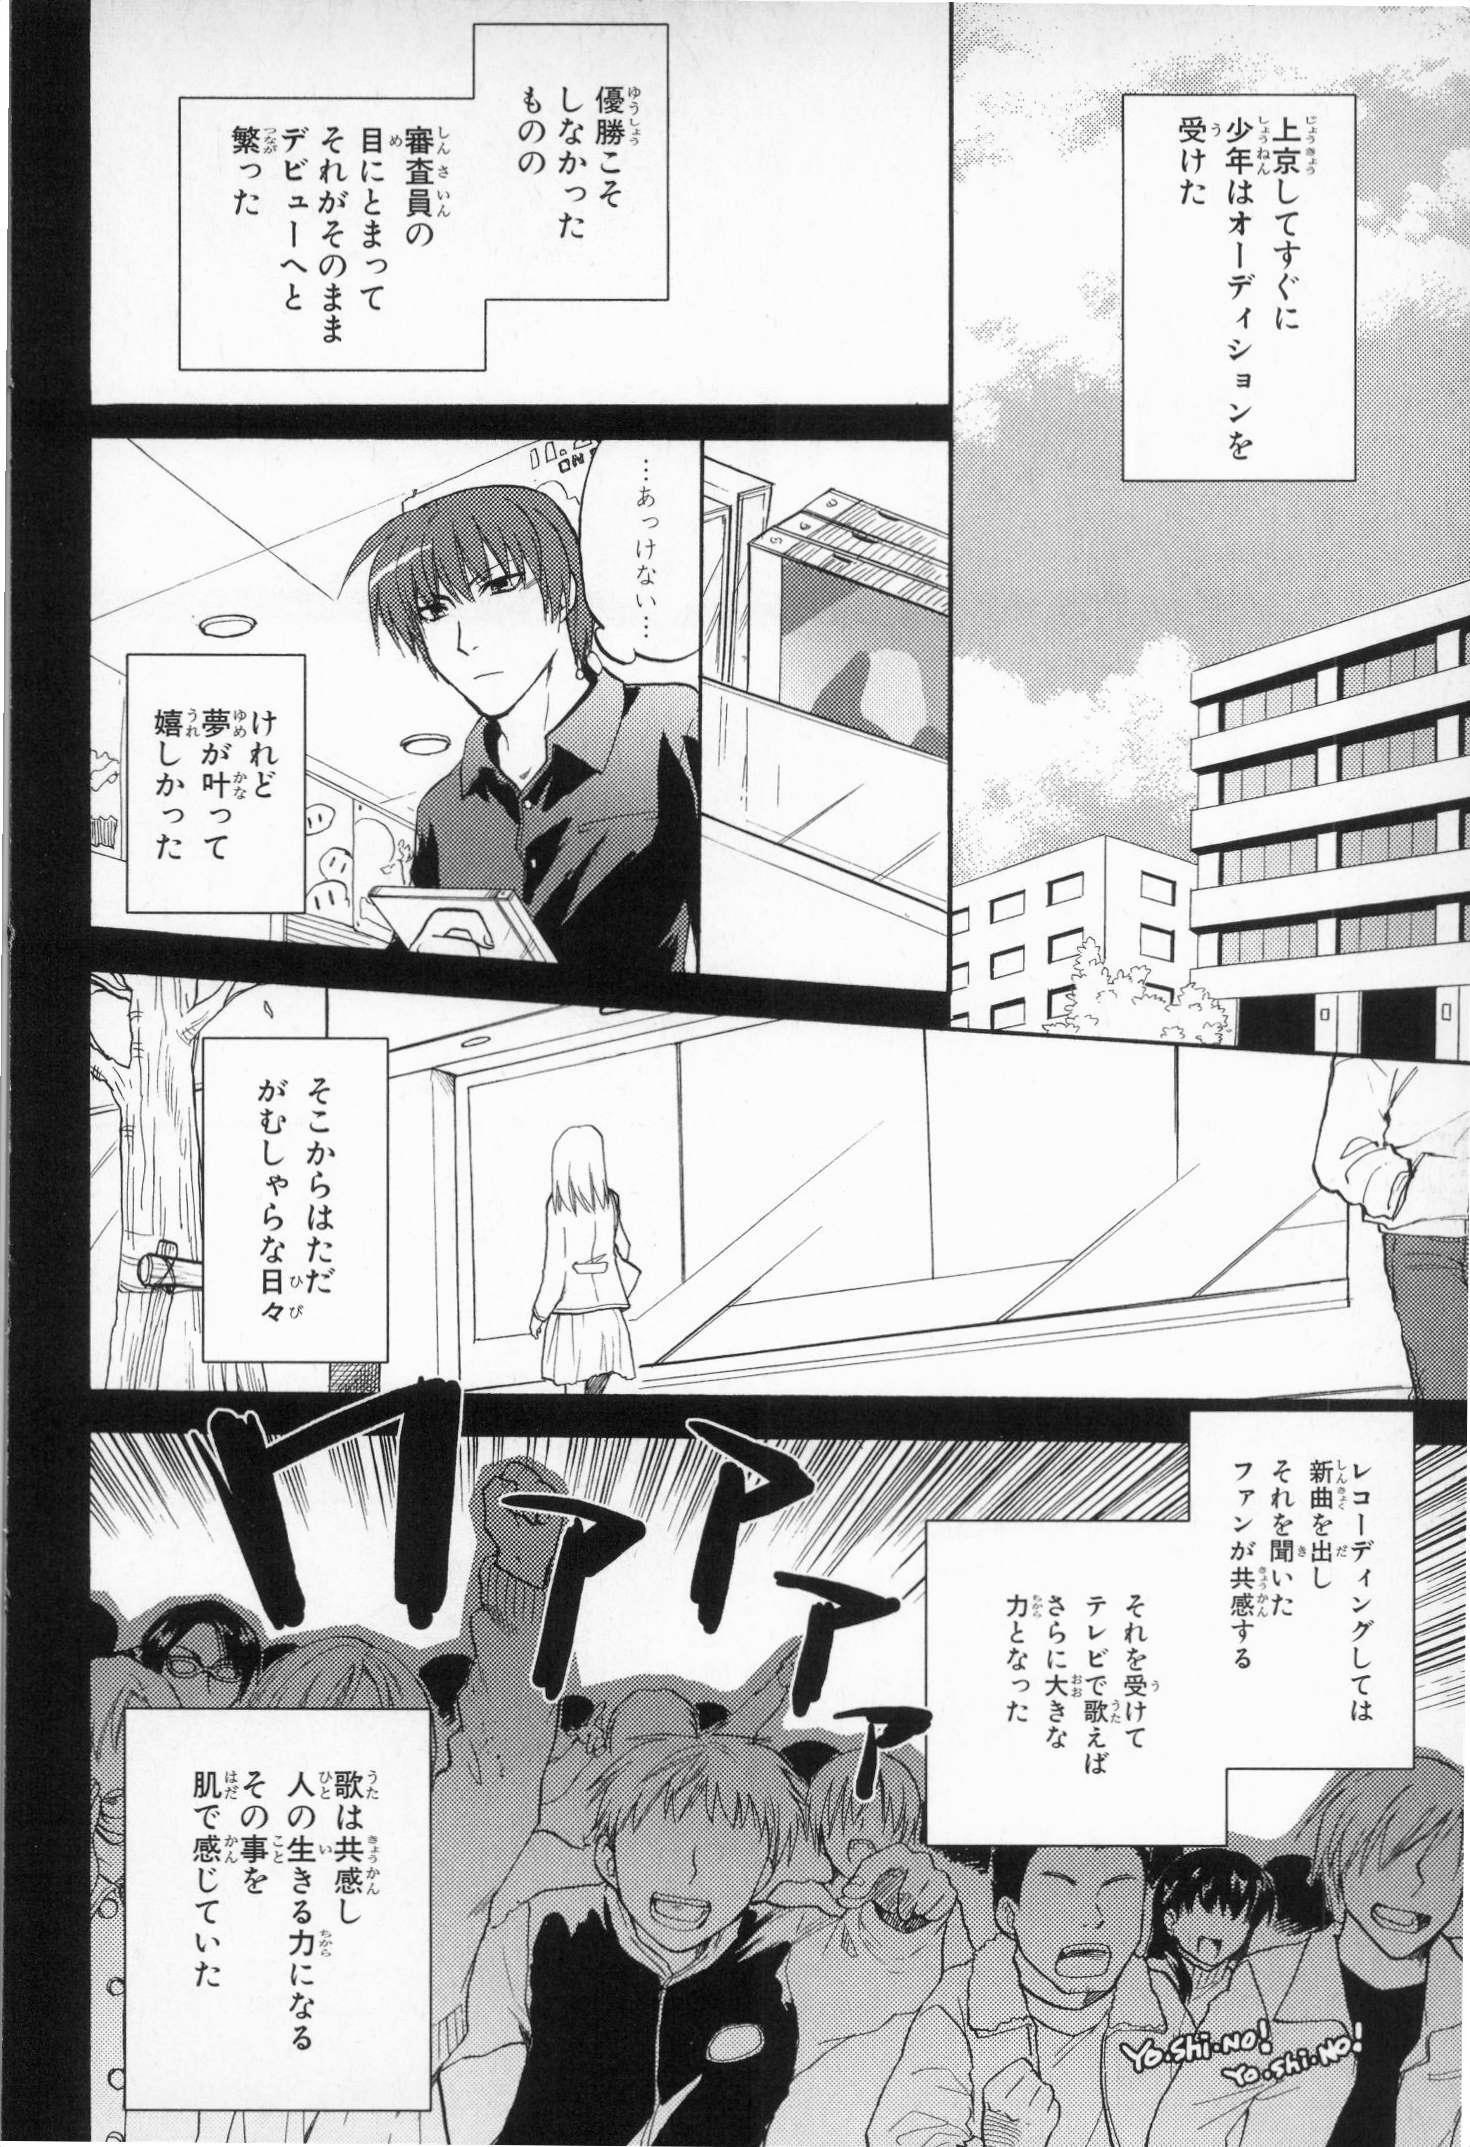 上京してすぐに
少年はオーディションを
受けた
優勝こそ
しなかった
ものの
審査員の
目にとまって
それがそのまま
デビューへと
繋った
…あっけない…
けれど
夢が叶って
嬉しかった
そこからはただ
がむしゃらな日々
レコーディングしては
新曲を出し
それを聞いた
ファンが共感する
それを受けて
テレビで歌えば
さらに大きな
力となった
ワアアアア
YO・SHi・NO!
YO・SHi・NO!
歌は共感し
人の生きる力になる
その事を
肌で感じていた